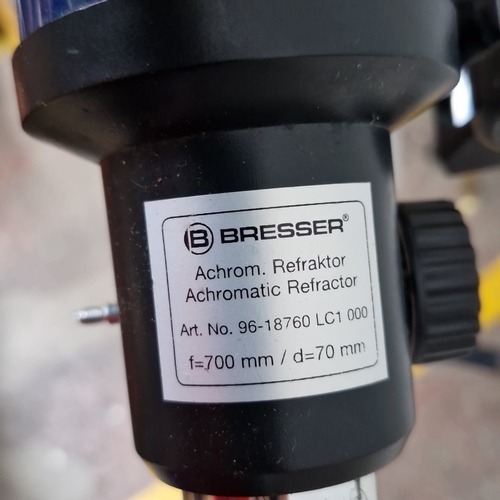 B BRESSER®
Achrom. Refraktor
Achromatic Refractor
Art. No. 96-18760 LC1 000
f=700 mm / d=70 mm